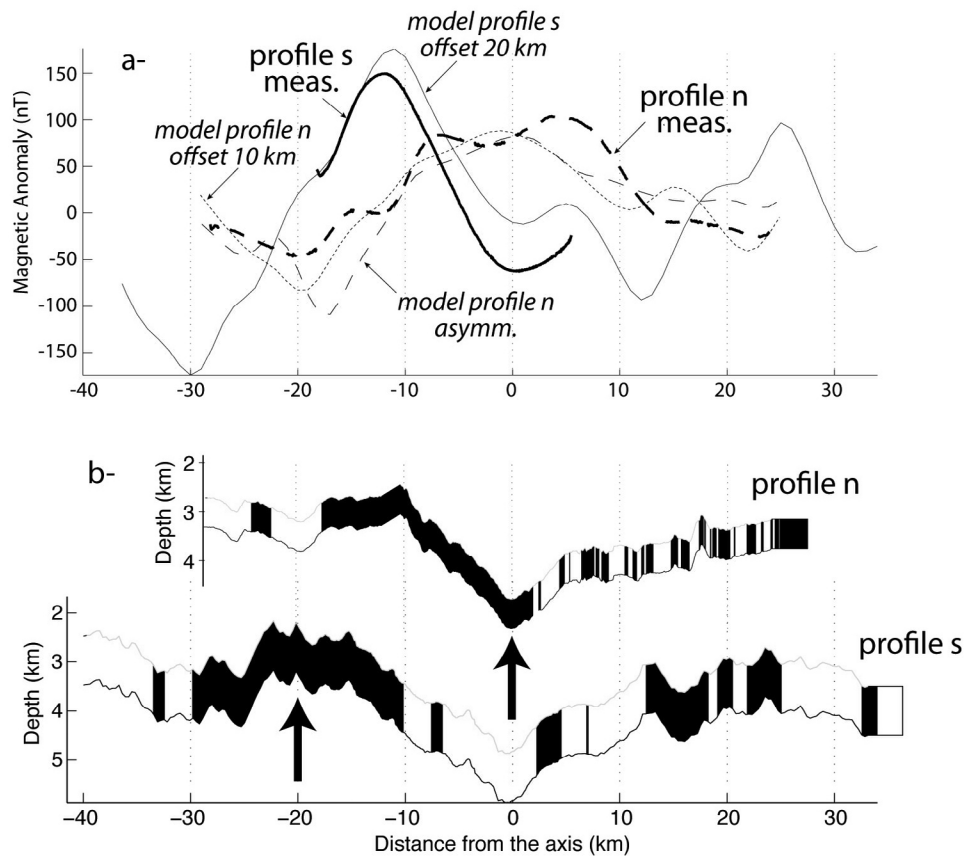 a-
model profile s
offset 20 km
profile s
meas.
profile n
meas.
model profile n
offset 10 km
model profile n
asymm.
Magnetic Anomaly (nT)
150
100
50
0
-50
-100
-150
-40 -30 -20 -10 0 10 20 30
b-
profile n
Depth (km)
2
3
4
profile s
Depth (km)
2
3
4
5
−40 −30 −20 −10 0 10 20 30
Distance from the axis (km)